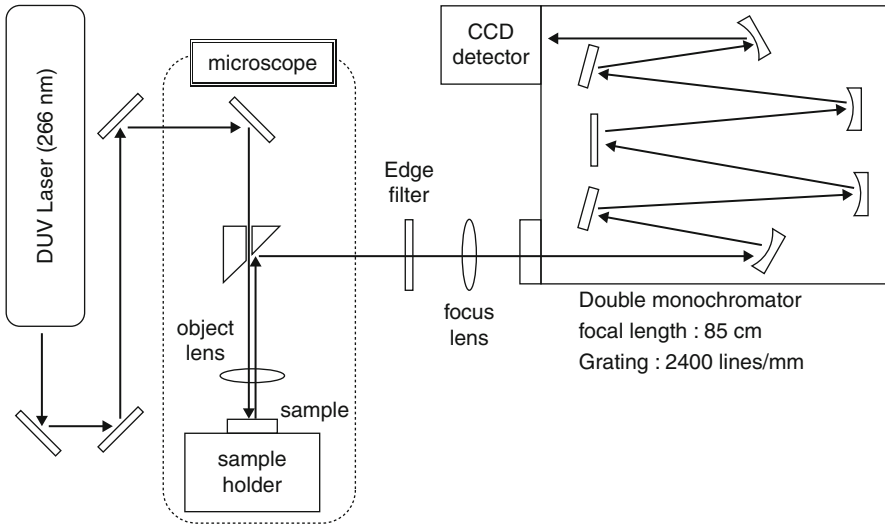 DUV Laser (266 nm)
microscope
CCD
detector
Edge
filter
object
lens
focus
lens
sample
sample
holder
Double monochromator
focal length : 85 cm
Grating : 2400 lines/mm